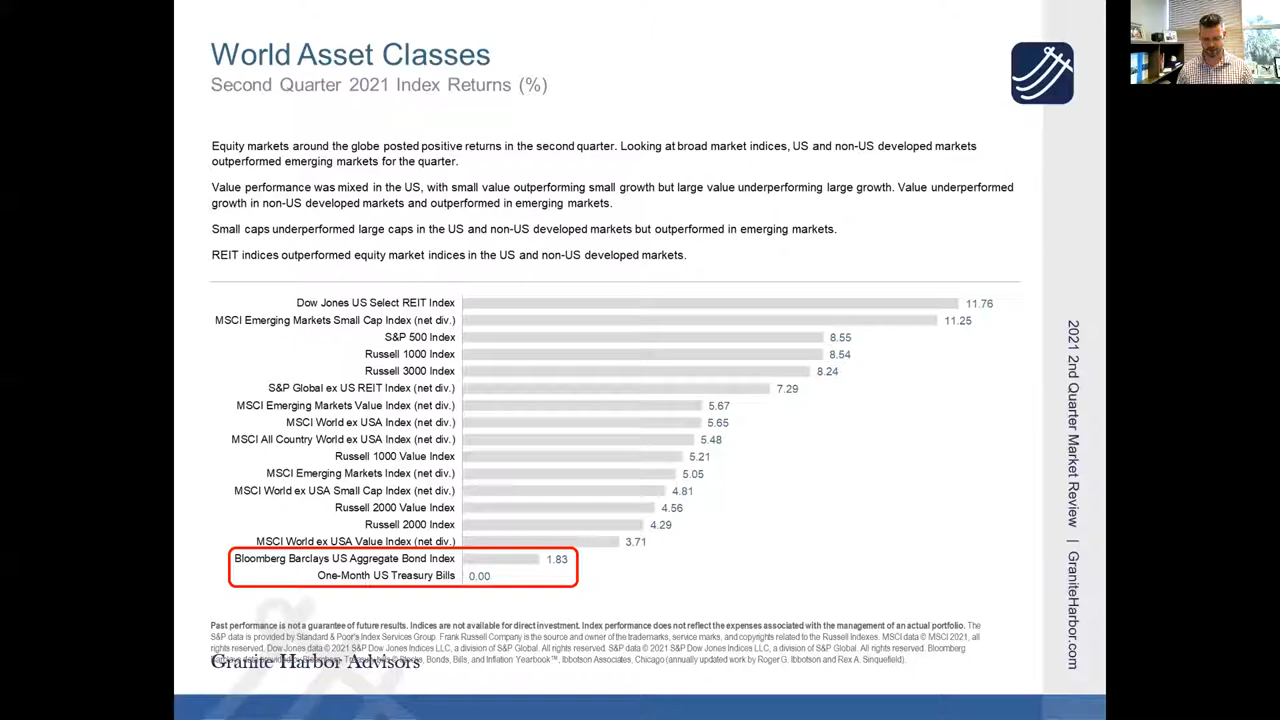 World Asset Classes
Second Quarter 2021 Index Returns (%)
Equity markets around the globe posted positive returns in the second quarter. Looking at broad market indices, US and non-US developed markets
outperformed emerging markets for the quarter.
Value performance was mixed in the US, with small value outperforming small growth but large value underperforming large growth. Value underperformed
growth in non-US developed markets and outperformed in emerging markets.
Small caps underperformed large caps in the US and non-US developed markets but outperformed in emerging markets.
REIT indices outperformed equity market indices in the US and non-US developed markets.
Dow Jones US Select REIT Index 11.76
MSCI Emerging Markets Small Cap Index (net div.) 11.25
S&P 500 Index 8.55
Russell 1000 Index 8.54
Russell 3000 Index 8.24
S&P Global ex US REIT Index (net div.) 7.29
MSCI Emerging Markets Value Index (net div.) 5.67
MSCI World ex USA Index (net div.) 5.65
MSCI All Country World ex USA Index (net div.) 5.48
Russell 1000 Value Index 5.21
MSCI Emerging Markets Index (net div.) 5.05
MSCI World ex USA Small Cap Index (net div.) 4.81
Russell 2000 Value Index 4.56
Russell 2000 Index 4.29
MSCI World ex USA Value Index (net div.) 3.71
Bloomberg Barclays US Aggregate Bond Index 1.83
One-Month US Treasury Bills 0.00
Past performance is not a guarantee of future results. Indices are not available for direct investment. Index performance does not reflect the expenses associated with the management of an actual portfolio. The
S&P data is provided by Standard & Poor's Index Services Group. Frank Russell Company is the source and owner of the trademarks, service marks, and copyrights related to the Russell Indexes. MSCI data © MSCI 2021, all
rights reserved. Dow Jones data © 2021 S&P Dow Jones Indices LLC, a division of S&P Global. All rights reserved. S&P data © 2021 S&P Dow Jones Indices LLC, a division of S&P Global. All rights reserved. Bloomberg
Bonds, Bills, and Inflation Yearbook™, Ibbotson Associates, Chicago (annually updated work by Roger G. Ibbotson and Rex A. Sinquefield).
Granite Harbor Advisors
2021 2nd Quarter Market Review | GraniteHarbor.com